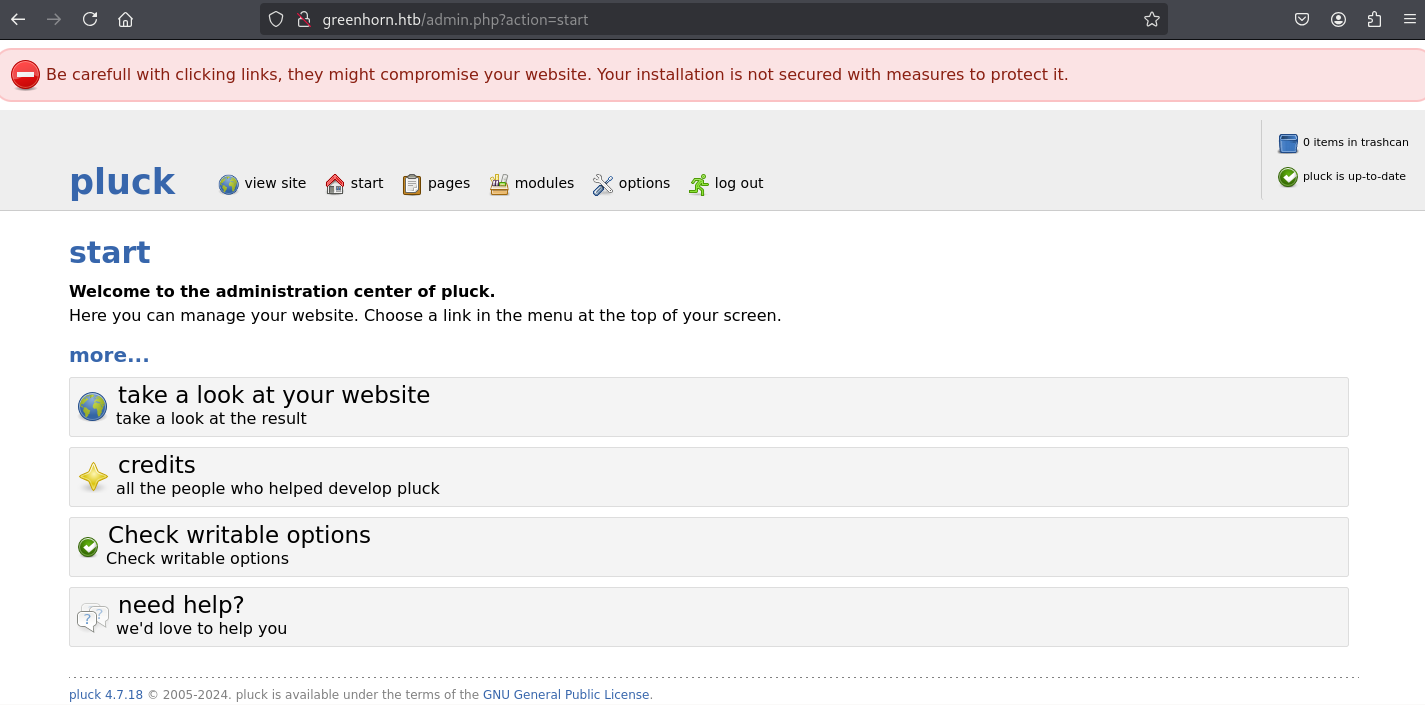 greenhorn.htb/admin.php?action=start
Be carefull with clicking links, they might compromise your website. Your installation is not secured with measures to protect it.
0 items in trashcan
pluck is up-to-date
pluck view site start pages modules options log out
start
Welcome to the administration center of pluck.
Here you can manage your website. Choose a link in the menu at the top of your screen.
more...
take a look at your website
take a look at the result
credits
all the people who helped develop pluck
Check writable options
Check writable options
need help?
we'd love to help you
pluck 4.7.18 © 2005-2024. pluck is available under the terms of the GNU General Public License.